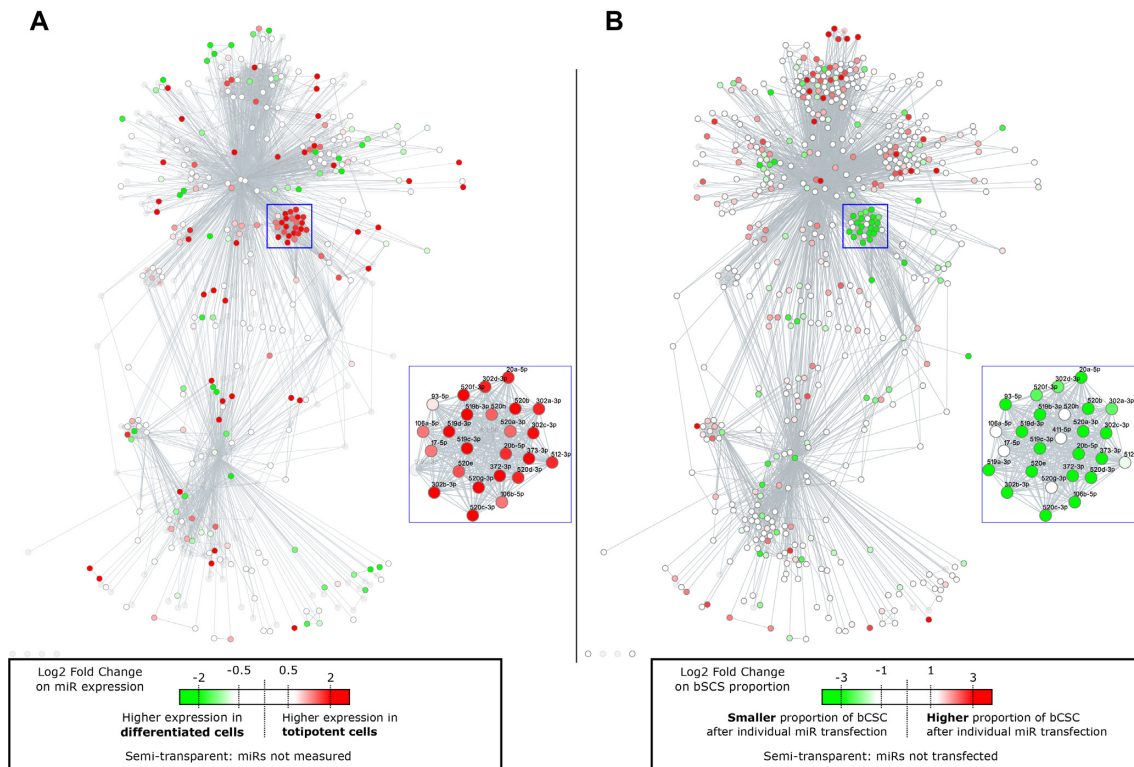 A
B
20a-5p
302d-3p
520f-3p
93-5p
519b-3p
520h
520b
302a-3p
106a-5p
519d-3p
520a-3p
302c-3p
17-5p
519c-3p
20b-5p
373-3p
512-3p
520e
372-3p
520d-3p
302b-3p
520g-3p
106b-5p
520c-3p
20a-5p
302d-3p
520f-3p
93-5p
519b-3p
520h
520b
302a-3p
106a-5p
519d-3p
520a-3p
302c-3p
411-5p
17-5p
519c-3p
20b-5p
373-3p
512
519a-3p
520e
372-3p
520d-3p
302b-3p
520g-3p
106b-5p
520c-3p
Log2 Fold Change
on miR expression
-2 -0.5 0.5 2
Higher expression in
differentiated cells
Higher expression in
totipotent cells
Semi-transparent: miRs not measured
Log2 Fold Change
on bSCS proportion
-3 -1 1 3
Smaller proportion of bCSC
after individual miR transfection
Higher proportion of bCSC
after individual miR transfection
Semi-transparent: miRs not transfected